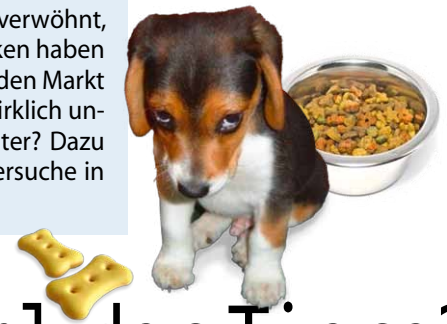 verwöhnt,
ken haben
den Markt
irklich un-
ter? Dazu
ersuche in